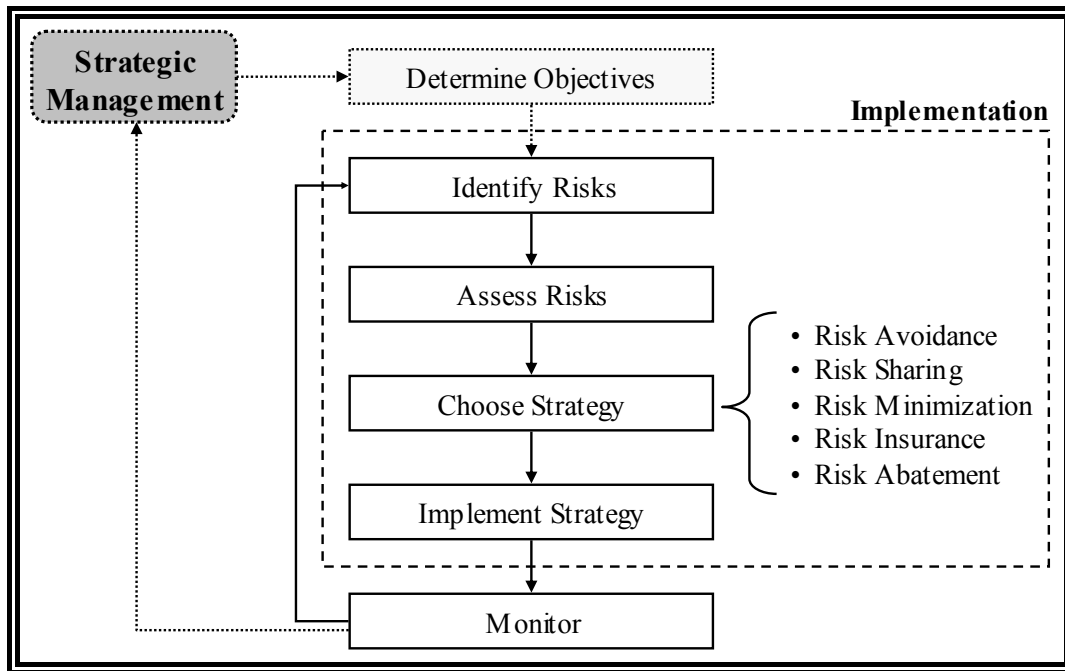 Strategic
Management
Determine Objectives
Implementation
Identify Risks
Assess Risks
Choose Strategy
• Risk Avoidance
• Risk Sharing
• Risk Minimization
• Risk Insurance
• Risk Abatement
Implement Strategy
Monitor